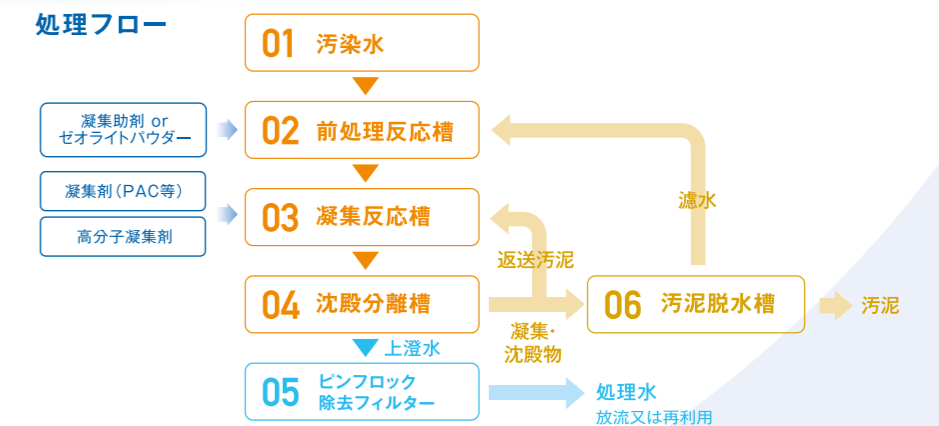 処理フロー
01 汚染水
凝集助剤 or
ゼオライトパウダー
02 前処理反応槽
凝集剤(PAC等)
高分子凝集剤
03 凝集反応槽
濾水
返送汚泥
04 沈殿分離槽
凝集・
沈殿物
06 汚泥脱水槽
汚泥
上澄水
05 ピンフロック
除去フィルター
処理水
放流又は再利用